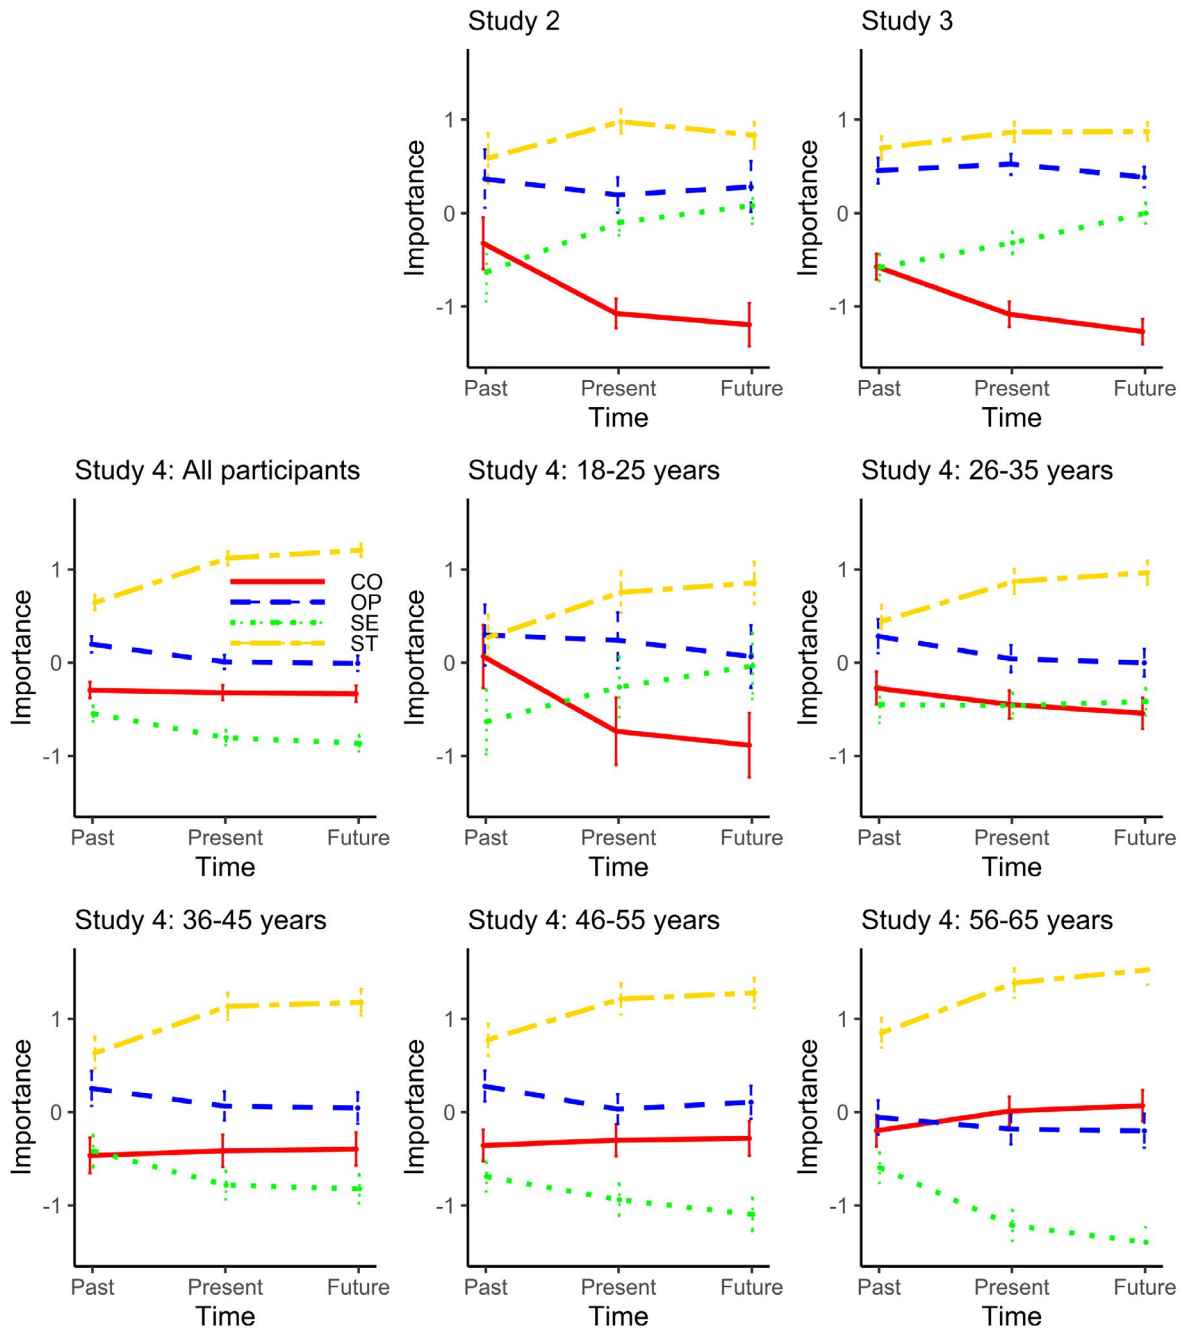 Study 2
Importance
1
0
-1
Past Present Future
Time
Study 3
Importance
1
0
-1
Past Present Future
Time
Study 4: All participants
Importance
1
0
-1
CO
OP
SE
ST
Past Present Future
Time
Study 4: 18-25 years
Importance
1
0
-1
Past Present Future
Time
Study 4: 26-35 years
Importance
1
0
-1
Past Present Future
Time
Study 4: 36-45 years
Importance
1
0
-1
Past Present Future
Time
Study 4: 46-55 years
Importance
1
0
-1
Past Present Future
Time
Study 4: 56-65 years
Importance
1
0
-1
Past Present Future
Time